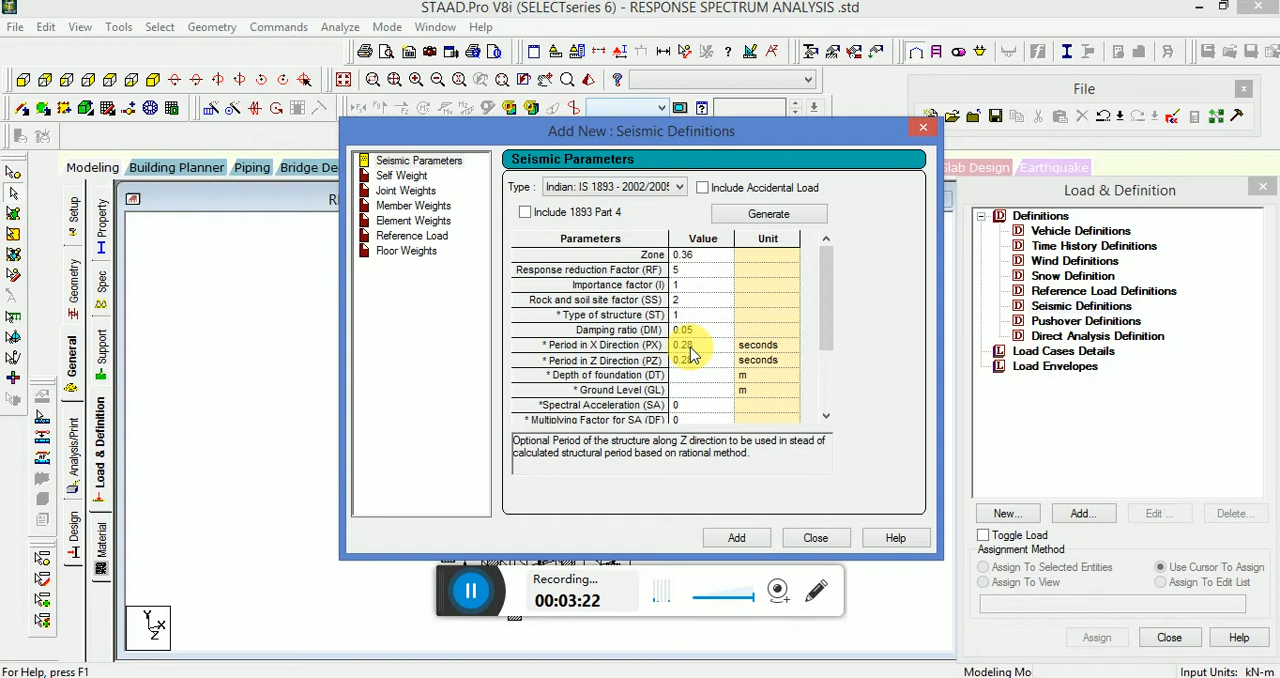 STAAD.Pro V8i (SELECTseries 6) - RESPONSE SPECTRUM ANALYSIS .std
File Edit View Tools Select Geometry Commands Analyze Mode Window Help
File
Modeling Building Planner Piping Bridge De
lab Design Earthquake
Add New : Seismic Definitions
Seismic Parameters
Self Weight
Joint Weights
Member Weights
Element Weights
Reference Load
Floor Weights
Seismic Parameters
Type : Indian: IS 1893 - 2002/2005 Include Accidental Load
Include 1893 Part 4 Generate
Parameters Value Unit
Zone 0.36
Response reduction Factor (RF) 5
Importance factor (I) 1
Rock and soil site factor (SS) 2
* Type of structure (ST) 1
Damping ratio (DM) 0.05
* Period in X Direction (PX) 0.28 seconds
* Period in Z Direction (PZ) seconds
* Depth of foundation (DT) m
* Ground Level (GL) m
*Spectral Acceleration (SA) 0
* Multiplying Factor for SA (DF) 0
Optional Period of the structure along Z direction to be used in stead of
calculated structural period based on rational method.
Add Close Help
Recording...
00:03:22
Load & Definition
Definitions
Vehicle Definitions
Time History Definitions
Wind Definitions
Snow Definition
Reference Load Definitions
Seismic Definitions
Pushover Definitions
Direct Analysis Definition
Load Cases Details
Load Envelopes
New... Add... Edit ... Delete...
Toggle Load
Assignment Method
Assign To Selected Entities Use Cursor To Assign
Assign To View Assign To Edit List
Assign Close Help
Setup
Geometry
General
Analysis/Print
Design
Property
Spec
Load & Definition
Material
Y
X
Z
For Help, press F1 Modeling Mo Input Units: kN-m